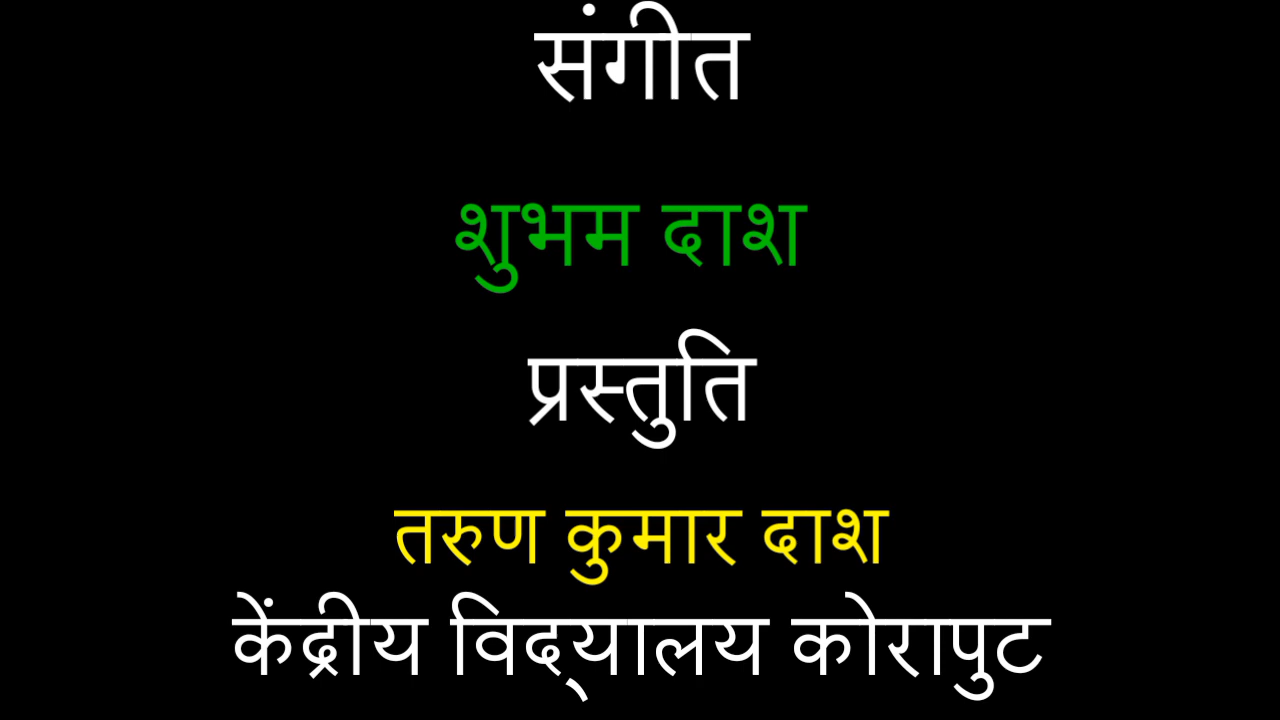 संगीत
शुभम दाश
प्रस्तुति
तरुण कुमार दाश
केंद्रीय विद्‌यालय कोरापुट